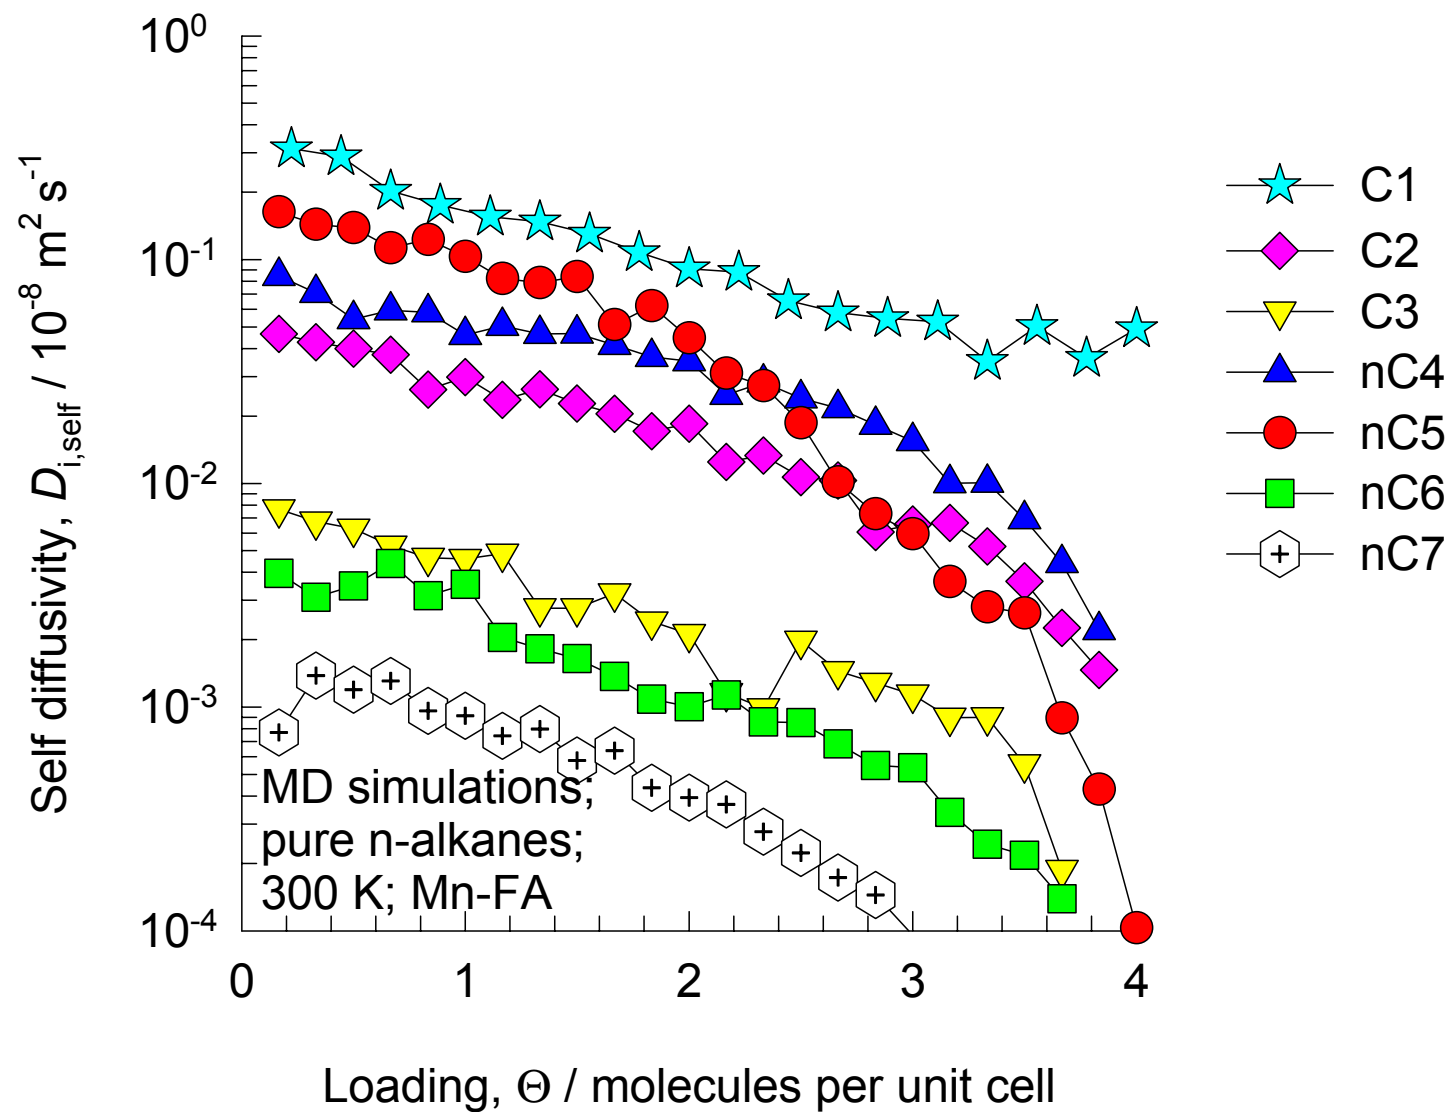 10^0
10^-1
10^-2
10^-3
10^-4
Self diffusivity, D_i,self / 10^-8 m^2 s^-1
C1
C2
C3
nC4
nC5
nC6
nC7
MD simulations;
pure n-alkanes;
300 K; Mn-FA
0 1 2 3 4
Loading, Θ / molecules per unit cell